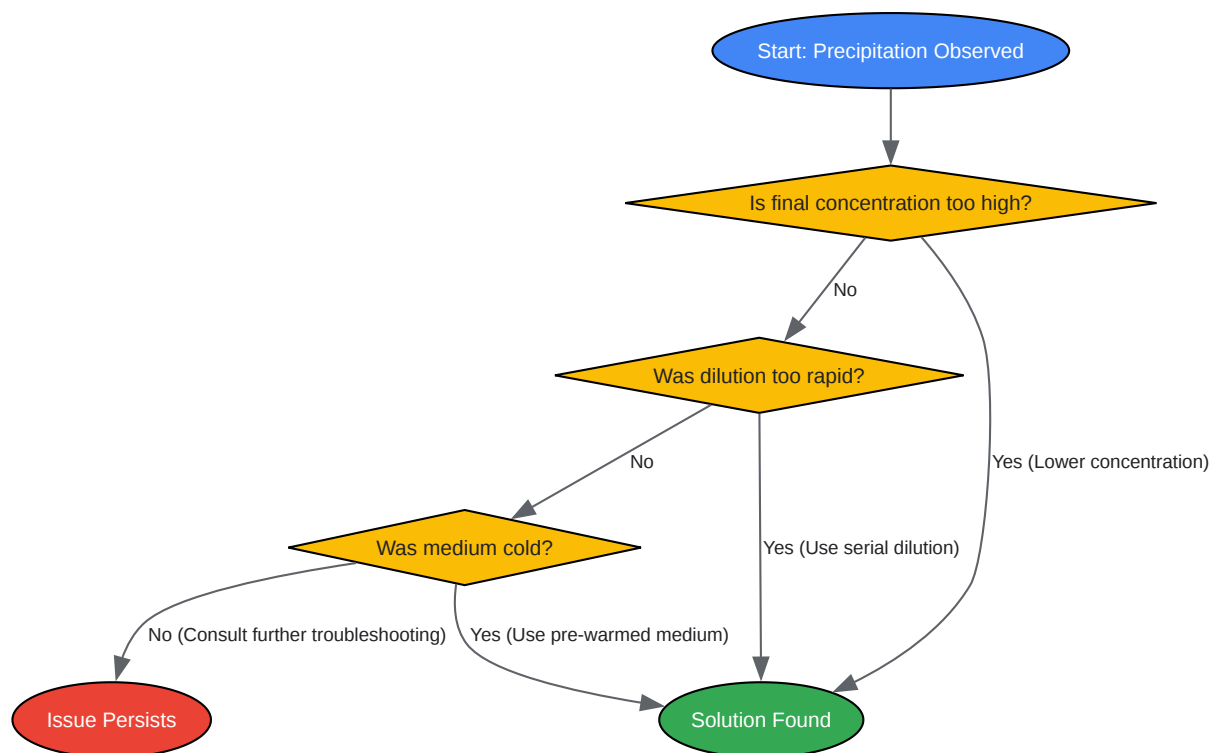 Start: Precipitation Observed
Is final concentration too high?
No
Was dilution too rapid?
No
Yes (Lower concentration)
Was medium cold?
Yes (Use serial dilution)
No (Consult further troubleshooting)
Yes (Use pre-warmed medium)
Issue Persists
Solution Found